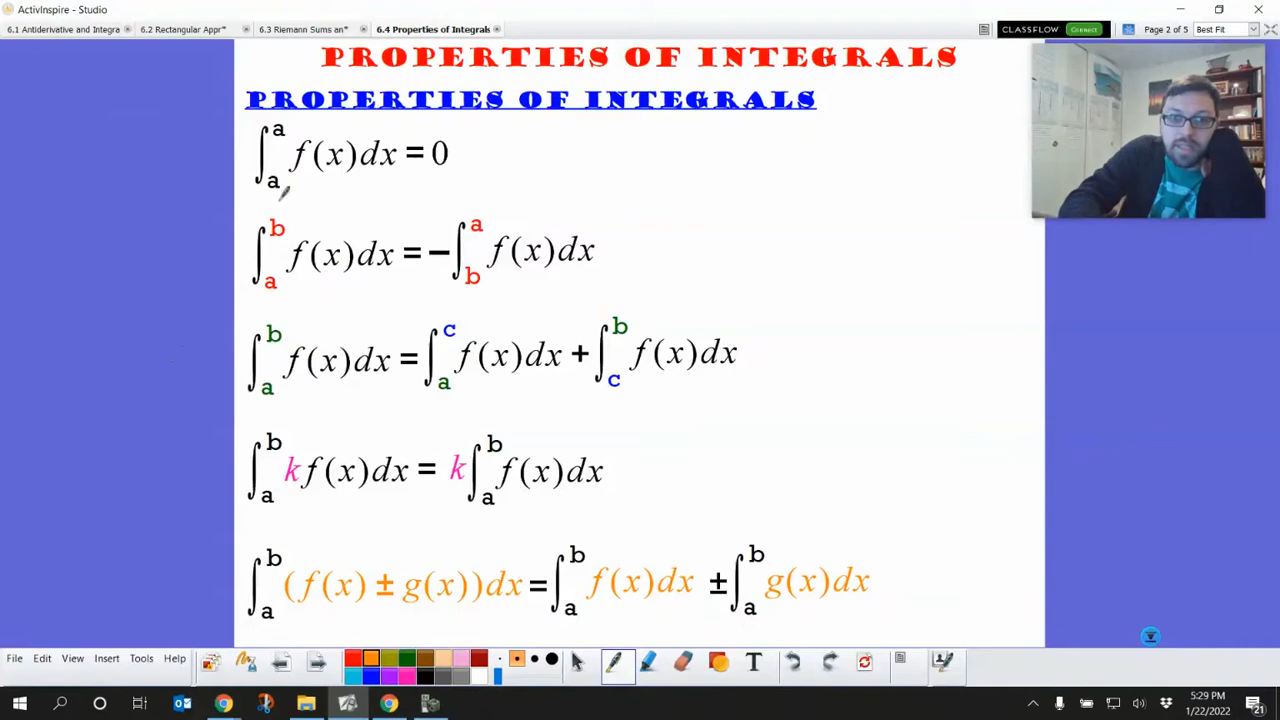 ActivInspire - Studio
6.1 Antiderivative and Integra
6.2 Rectangular Appr*
6.3 Riemann Sums an*
6.4 Properties of Integrals
CLASSFLOW
Connect
Page 2 of 5
Best Fit
PROPERTIES OF INTEGRALS
PROPERTIES OF INTEGRALS
∫ₐᵃ f(x)dx = 0
∫ₐᵇ f(x)dx = −∫_b^a f(x)dx
∫ₐᵇ f(x)dx = ∫ₐᶜ f(x)dx + ∫_c^b f(x)dx
∫ₐᵇ kf(x)dx = k∫ₐᵇ f(x)dx
∫ₐᵇ (f(x) ± g(x))dx = ∫ₐᵇ f(x)dx ± ∫ₐᵇ g(x)dx
File Edit View Insert Tools Help
5:29 PM
1/22/2022
21